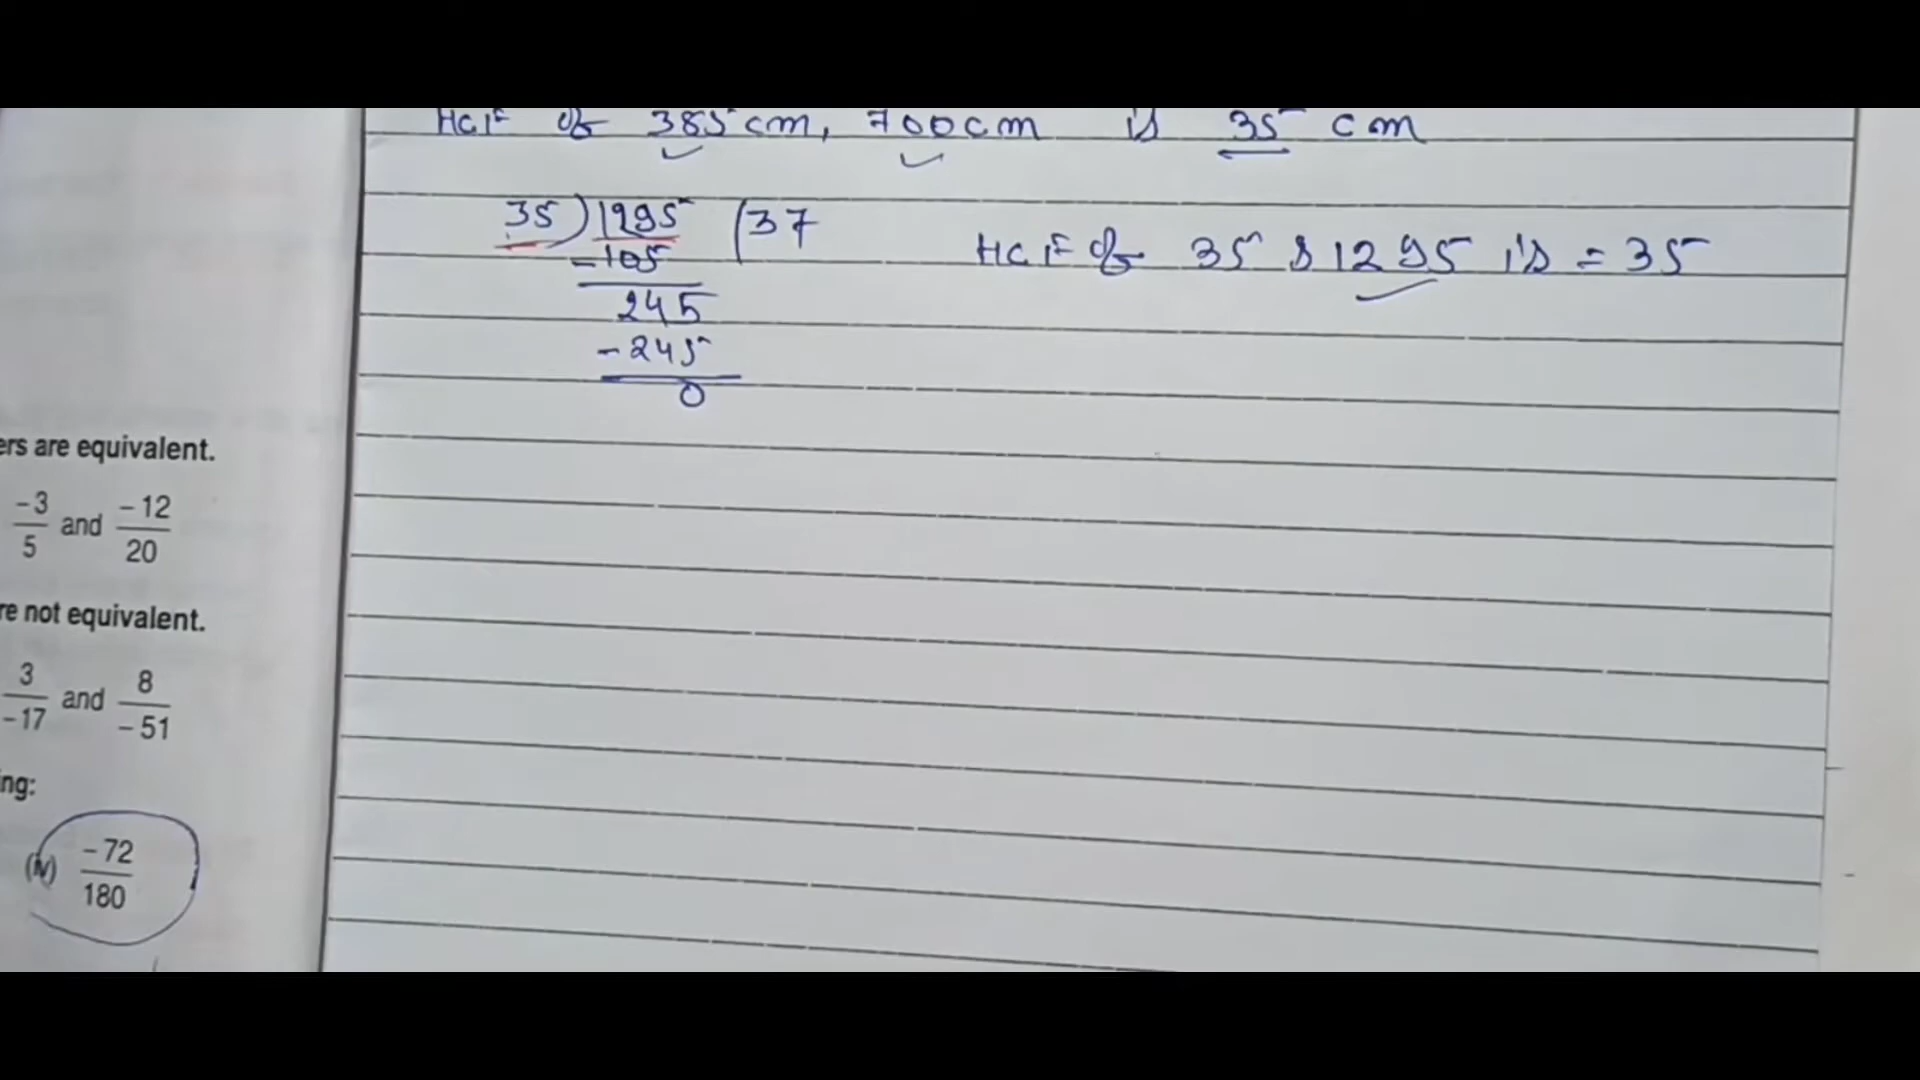 HCF of 385 cm, 700 cm is 35 cm
35 ) 1295 ( 37
- 105
245
- 245
0
HCF of 35 & 1295 is = 35
ers are equivalent.
-3/5 and -12/20
re not equivalent.
3/-17 and 8/-51
ing:
(iv) -72/180